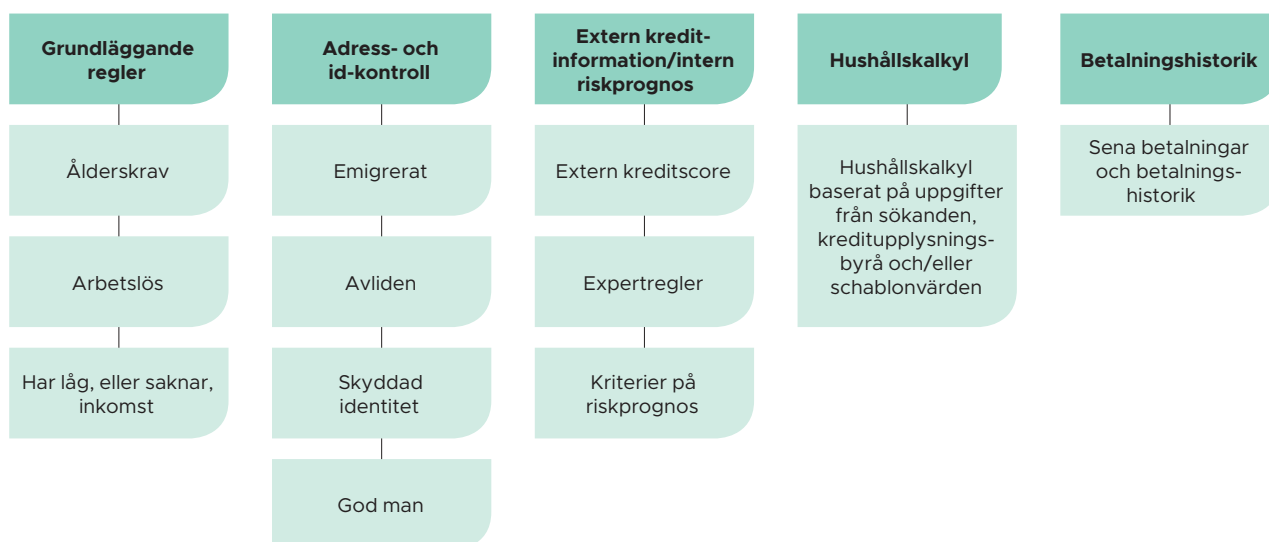 Grundläggande
regler
Ålderskrav
Arbetslös
Har låg, eller saknar,
inkomst
Adress- och
id-kontroll
Emigrerat
Avliden
Skyddad
identitet
God man
Extern kredit-
information/intern
riskprognos
Extern kreditscore
Expertregler
Kriterier på
riskprognos
Hushållskalkyl
Hushållskalkyl
baserat på uppgifter
från sökanden,
kreditupplysnings-
byrå och/eller
schablonvärden
Betalningshistorik
Sena betalningar
och betalnings-
historik